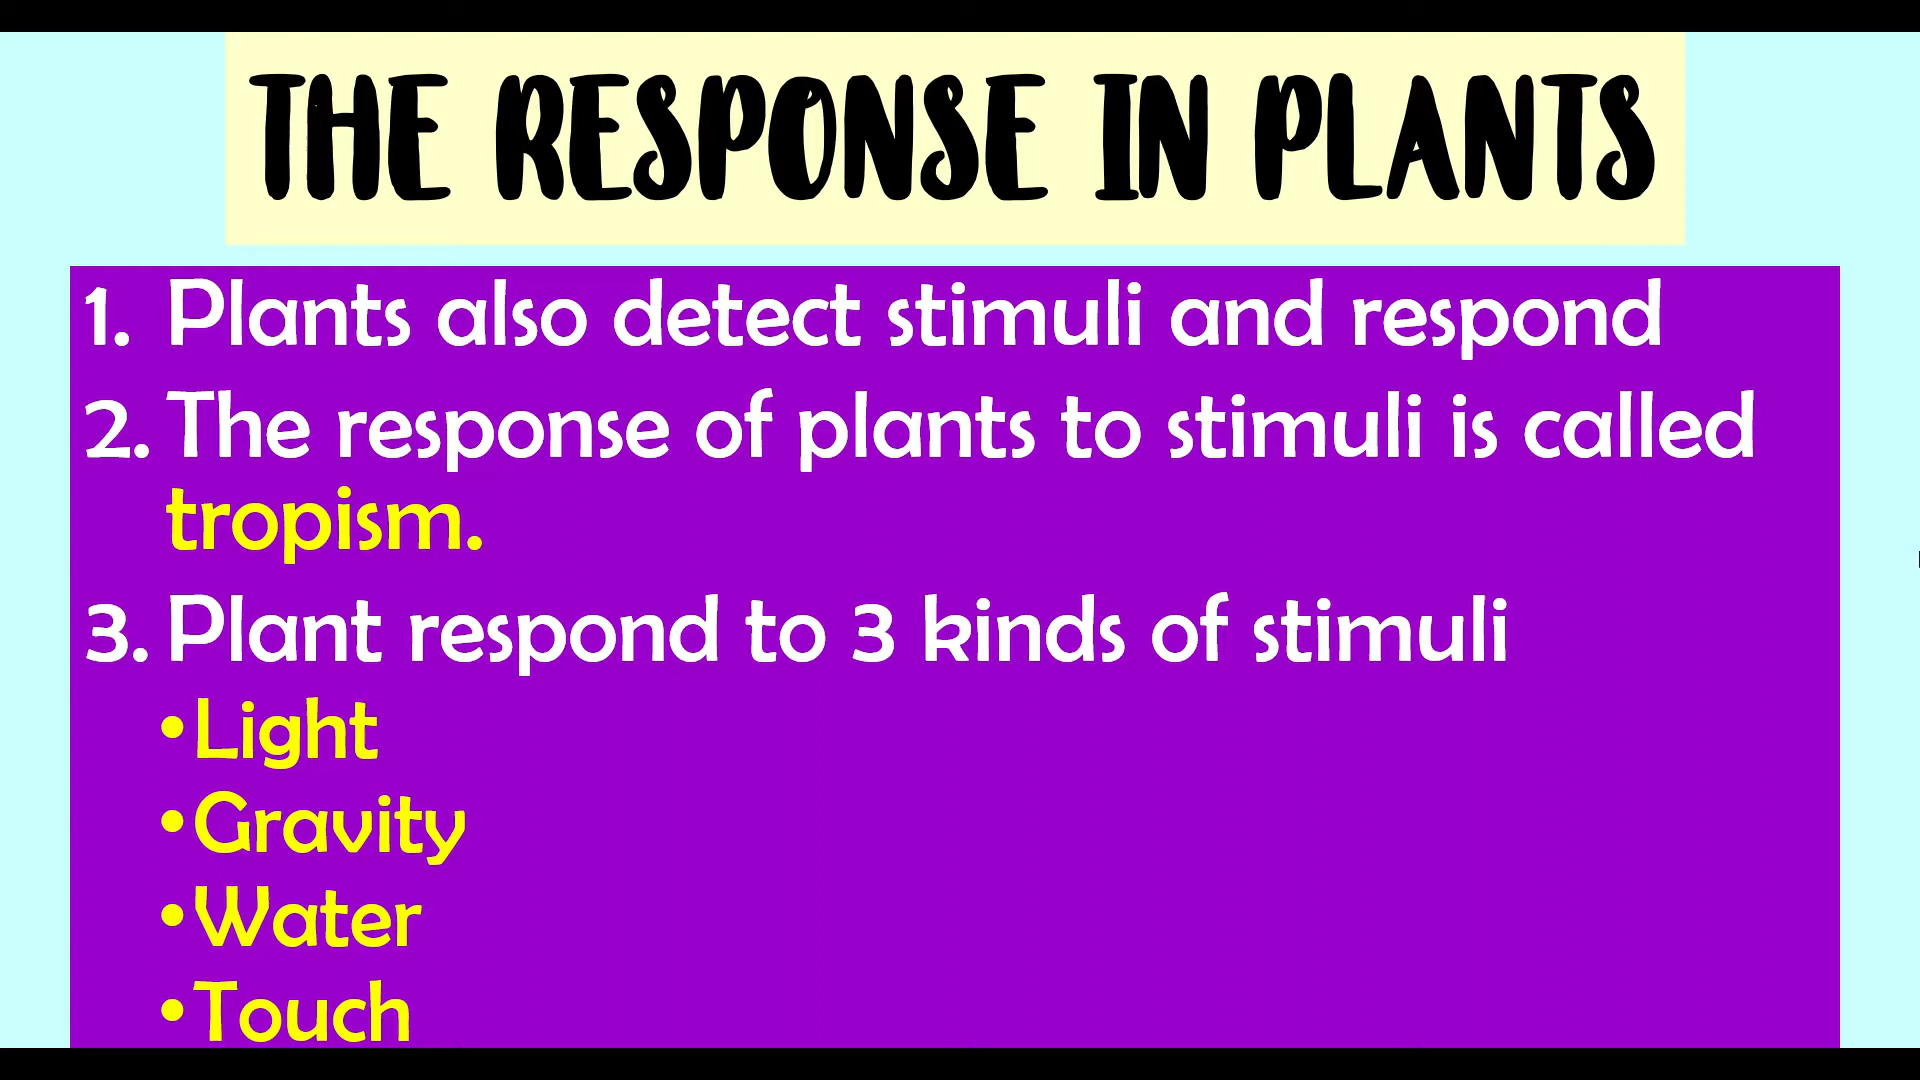 THE RESPONSE IN PLANTS
1. Plants also detect stimuli and respond
2. The response of plants to stimuli is called
tropism.
3. Plant respond to 3 kinds of stimuli
•Light
•Gravity
•Water
•Touch